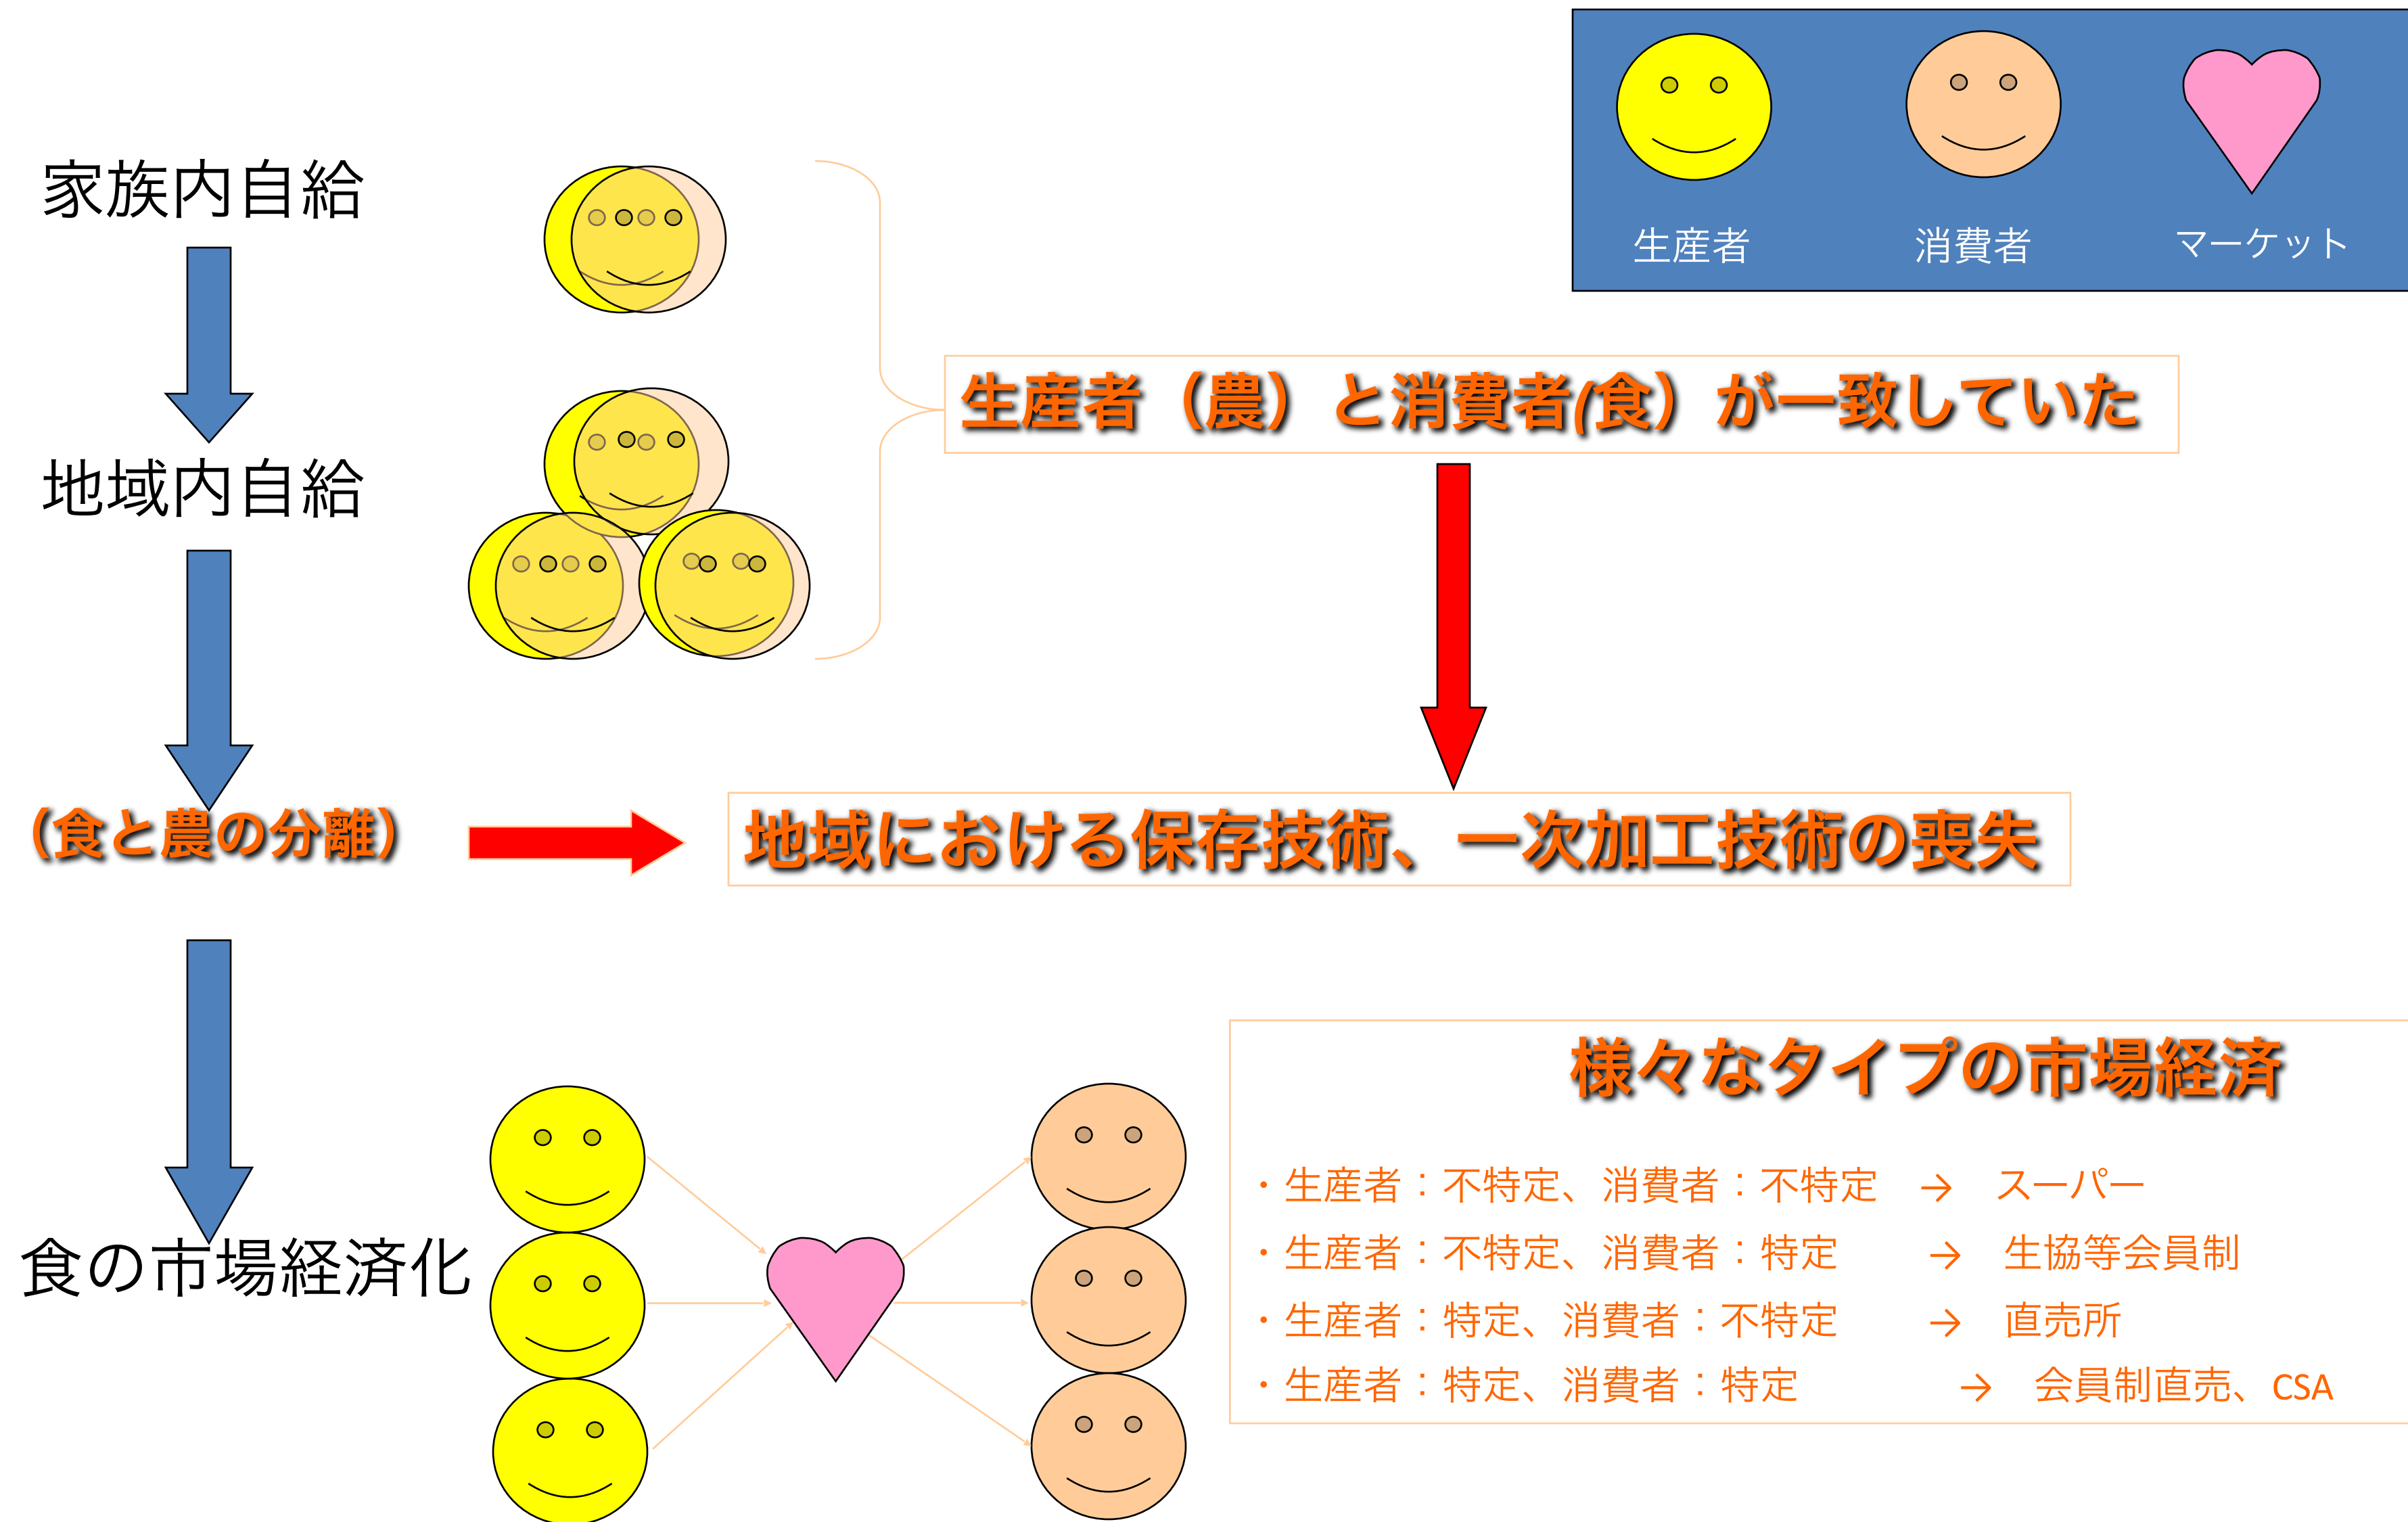 生産者
消費者
マーケット
家族内自給
生産者（農）と消費者(食）が一致していた
地域内自給
（食と農の分離）
地域における保存技術、一次加工技術の喪失
様々なタイプの市場経済
・生産者：不特定、消費者：不特定　→　スーパー
・生産者：不特定、消費者：特定　→　生協等会員制
・生産者：特定、消費者：不特定　→　直売所
・生産者：特定、消費者：特定　→　会員制直売、CSA
食の市場経済化